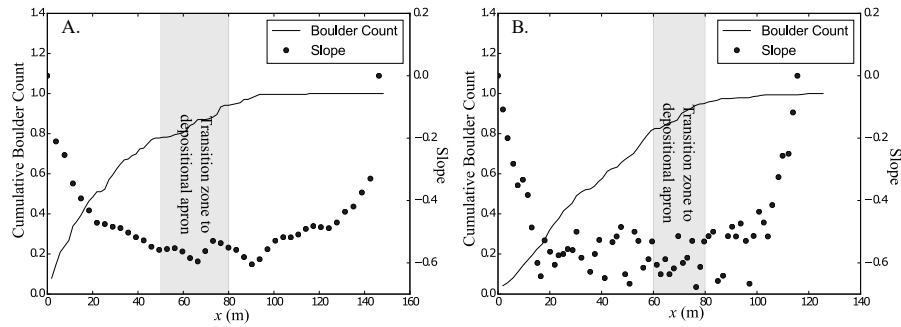 A.
Boulder Count
Slope
1.4
1.2
1.0
0.8
0.6
0.4
0.2
0.0
Cumulative Boulder Count
0.2
0.0
−0.2
−0.4
−0.6
Slope
Transition zone to
depositional apron
0
20
40
60
80
100
120
140
160
x (m)
B.
Boulder Count
Slope
1.4
1.2
1.0
0.8
0.6
0.4
0.2
0.0
Cumulative Boulder Count
0.2
0.0
−0.2
−0.4
−0.6
Slope
Transition zone to
depositional apron
0
20
40
60
80
100
120
140
x (m)